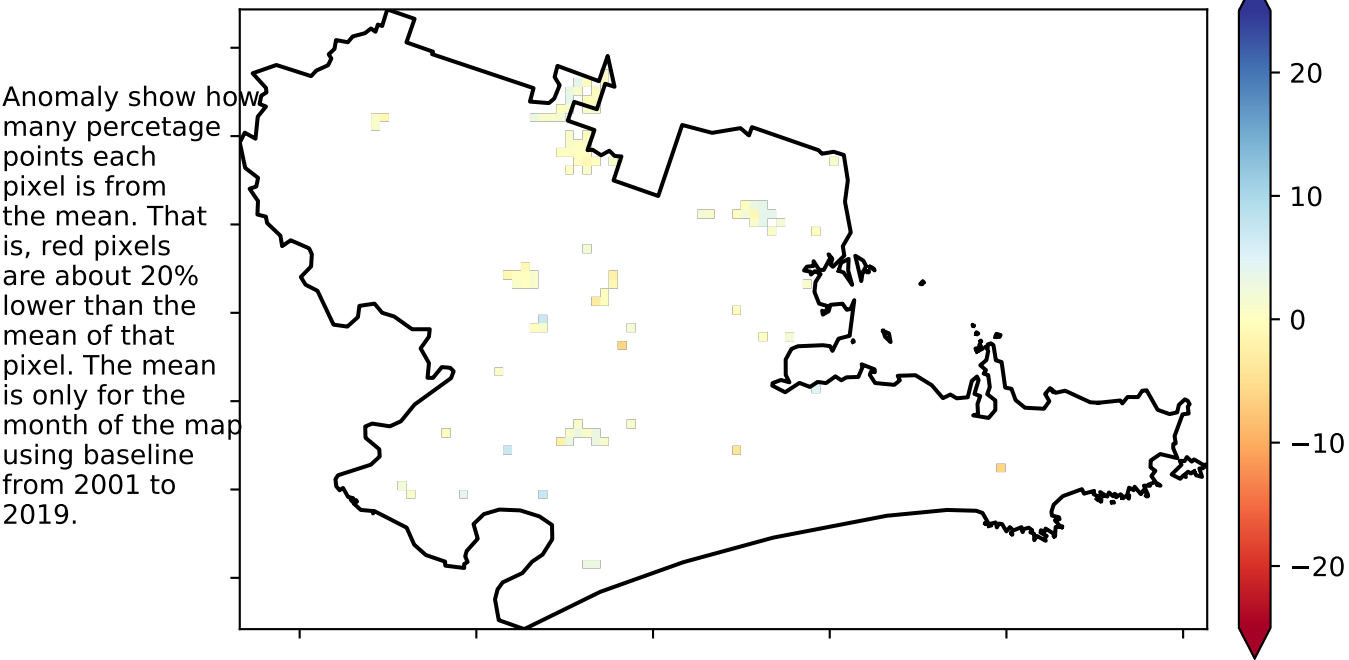 Anomaly show how
many percetage
points each
pixel is from
the mean. That
is, red pixels
are about 20%
lower than the
mean of that
pixel. The mean
is only for the
month of the map
using baseline
from 2001 to
2019.
20
10
0
−10
−20